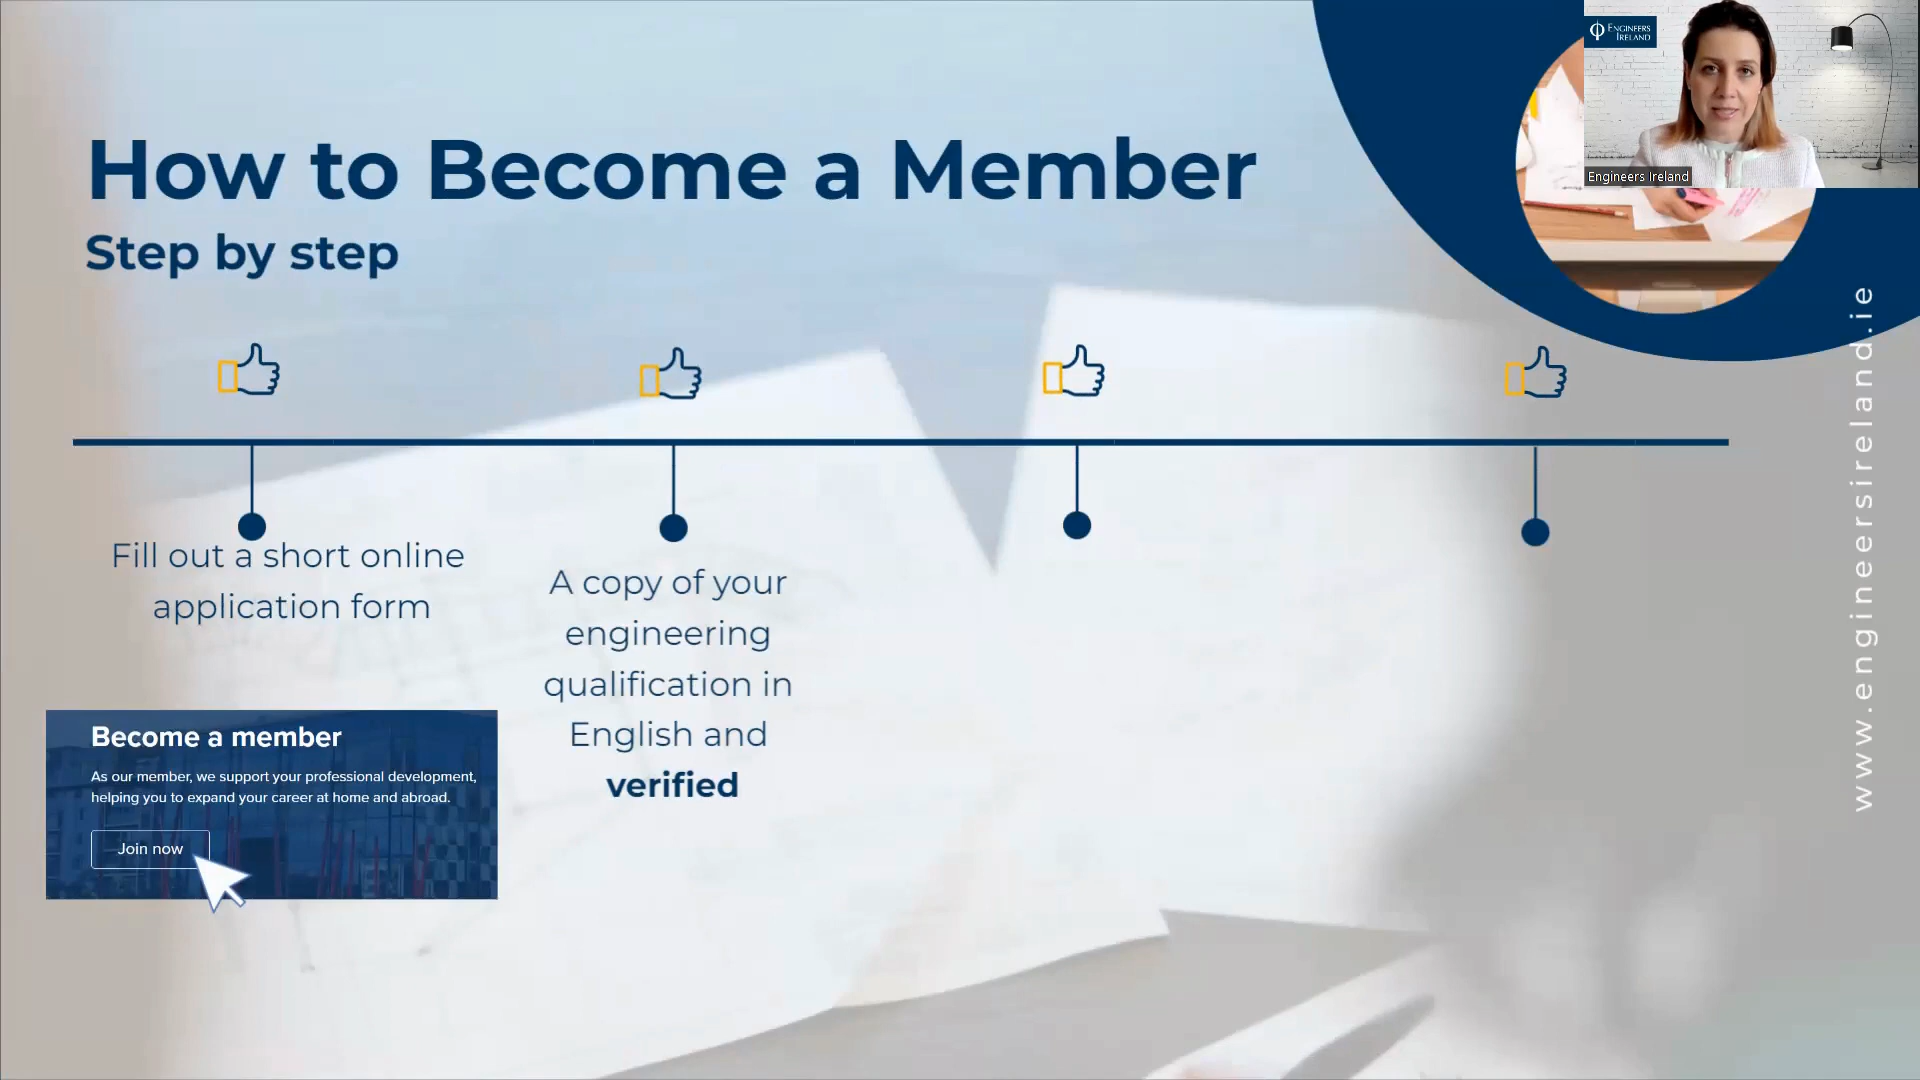 How to Become a Member
Step by step
Fill out a short online
application form
A copy of your
engineering
qualification in
English and
verified
Become a member
As our member, we support your professional development,
helping you to expand your career at home and abroad.
Join now
ENGINEERS
IRELAND
Engineers Ireland
www.engineersireland.ie